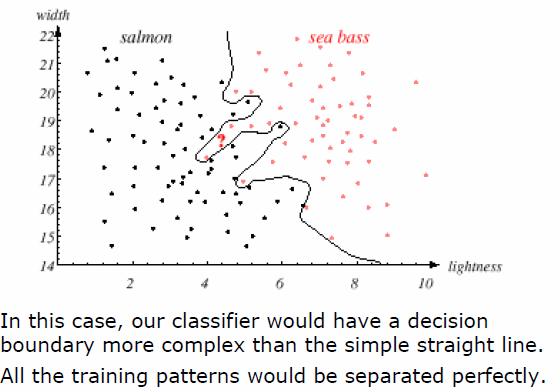 width
22
salmon
sea bass
21
20
19
?
18
17
16
15
14
lightness
2
4
6
8
10
In this case, our classifier would have a decision
boundary more complex than the simple straight line.
All the training patterns would be separated perfectly.